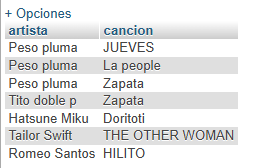 + Opciones
artista cancion
Peso pluma JUEVES
Peso pluma La people
Peso pluma Zapata
Tito doble p Zapata
Hatsune Miku Doritoti
Tailor Swift THE OTHER WOMAN
Romeo Santos HILITO